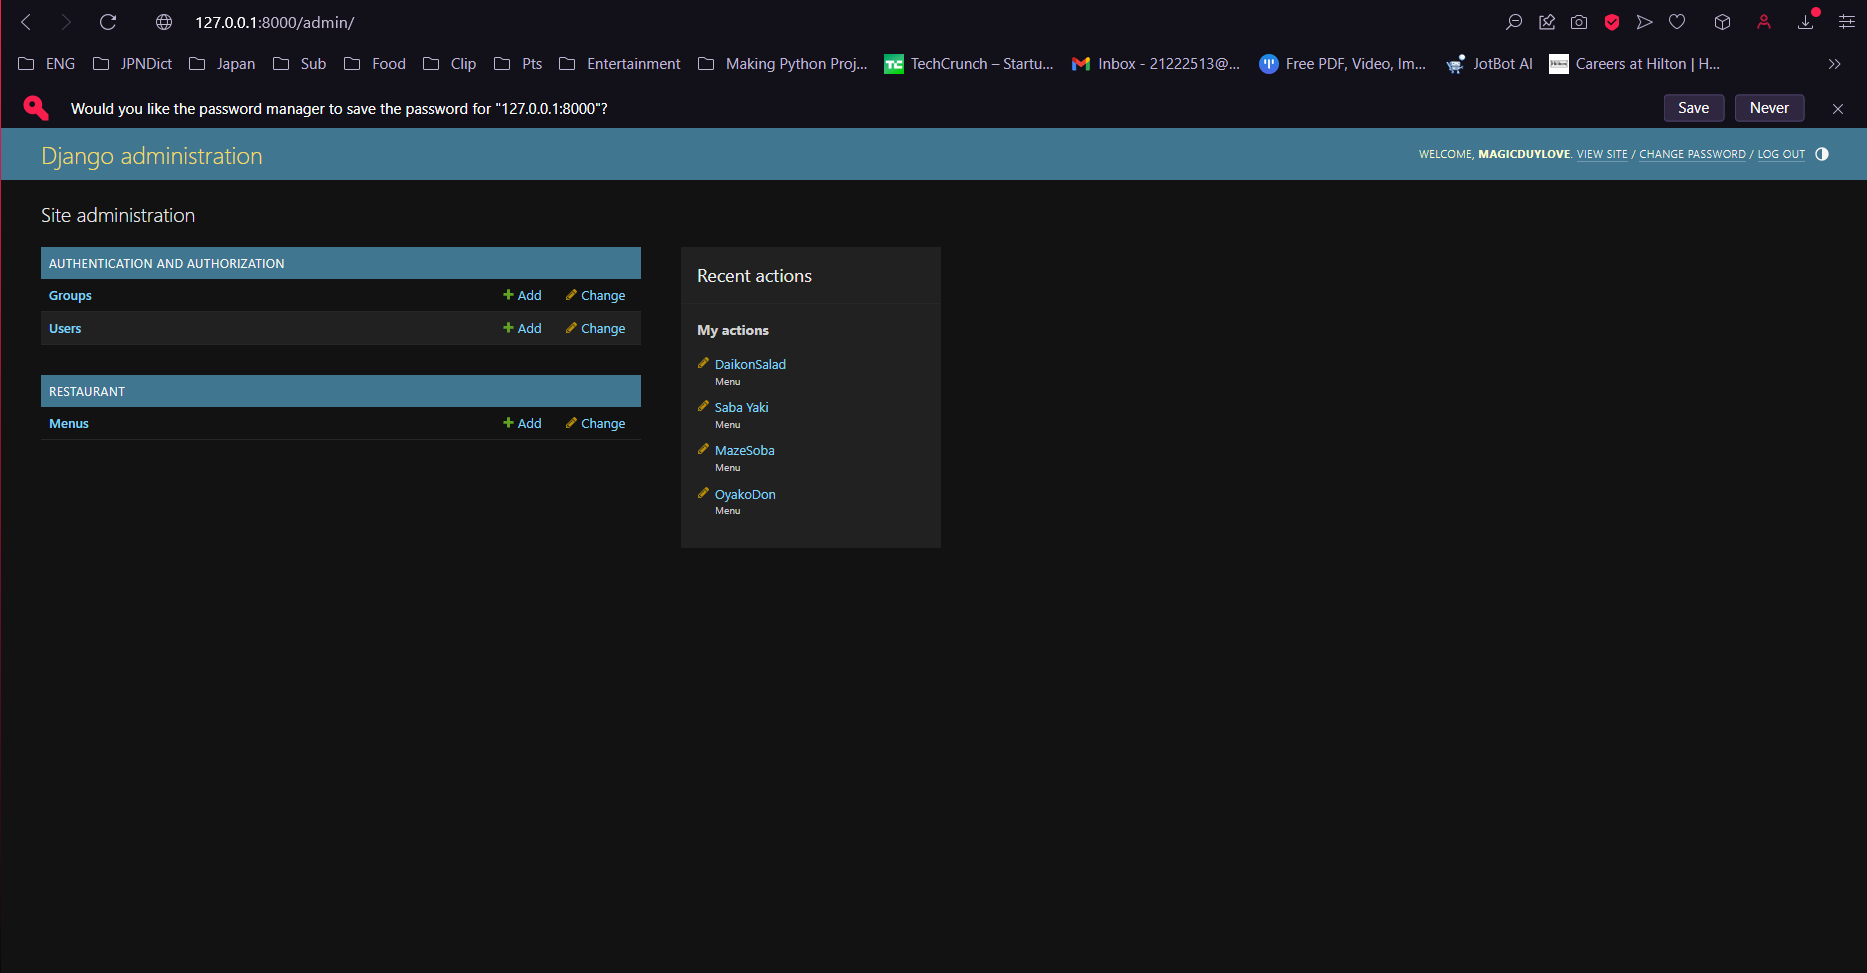 127.0.0.1:8000/admin/
ENG JPNDict Japan Sub Food Clip Pts Entertainment Making Python Proj... TechCrunch – Startu... Inbox - 21222513@... Free PDF, Video, Im... JotBot AI Careers at Hilton | H...
Would you like the password manager to save the password for "127.0.0.1:8000"? Save Never
Django administration WELCOME, MAGICDUYLOVE. VIEW SITE / CHANGE PASSWORD / LOG OUT
Site administration
AUTHENTICATION AND AUTHORIZATION
Groups Add Change
Users Add Change
RESTAURANT
Menus Add Change
Recent actions
My actions
DaikonSalad
Menu
Saba Yaki
Menu
MazeSoba
Menu
OyakoDon
Menu